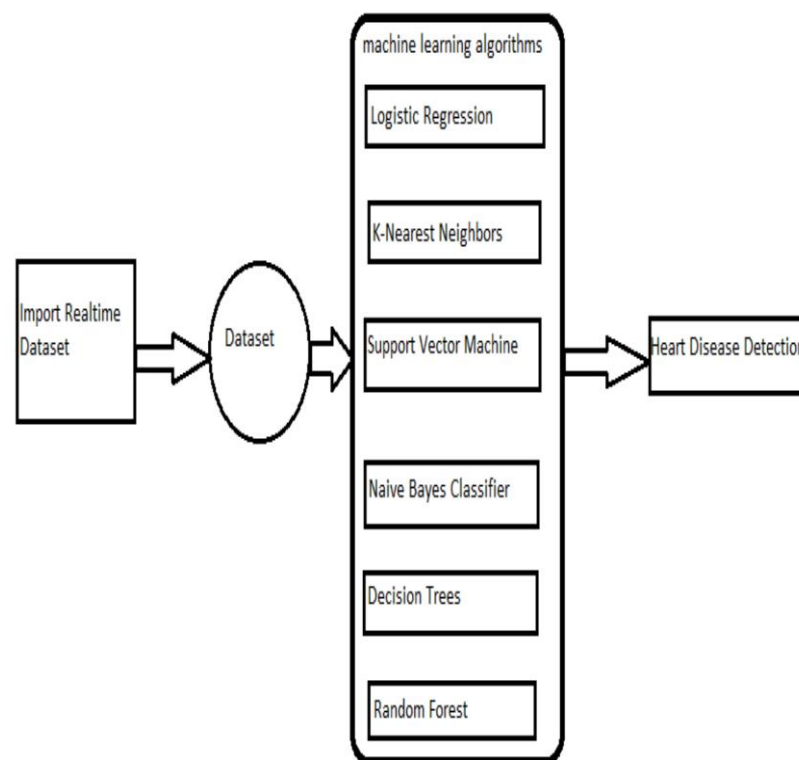 machine learning algorithms
Logistic Regression
K-Nearest Neighbors
Import Realtime
Dataset
Dataset
Support Vector Machine
Heart Disease Detection
Naive Bayes Classifier
Decision Trees
Random Forest